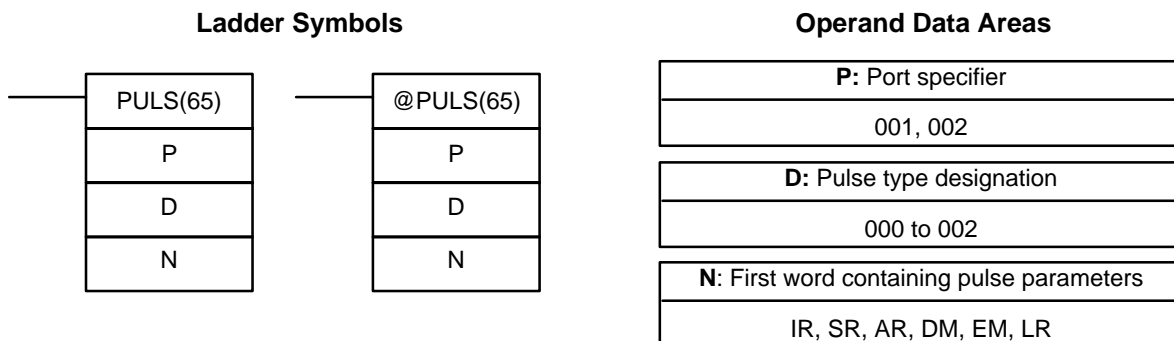 Ladder Symbols
PULS(65)
P
D
N
@PULS(65)
P
D
N
Operand Data Areas
P: Port specifier
001, 002
D: Pulse type designation
000 to 002
N: First word containing pulse parameters
IR, SR, AR, DM, EM, LR